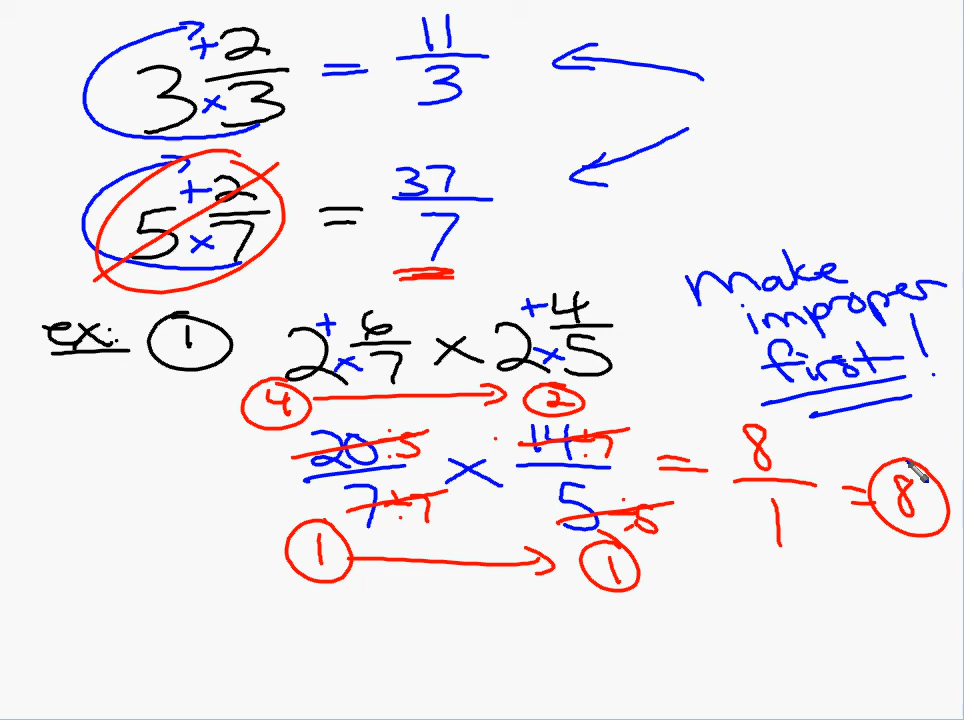 3 +2/×3 = 11/3
5 +2/×7 = 37/7
make
improper
first!
ex: ① 2 +6/×7 × 2 +4/×5
④ → ②
20÷5/7÷7 × 14÷7/5÷5 = 8/1 = 8
① → ①